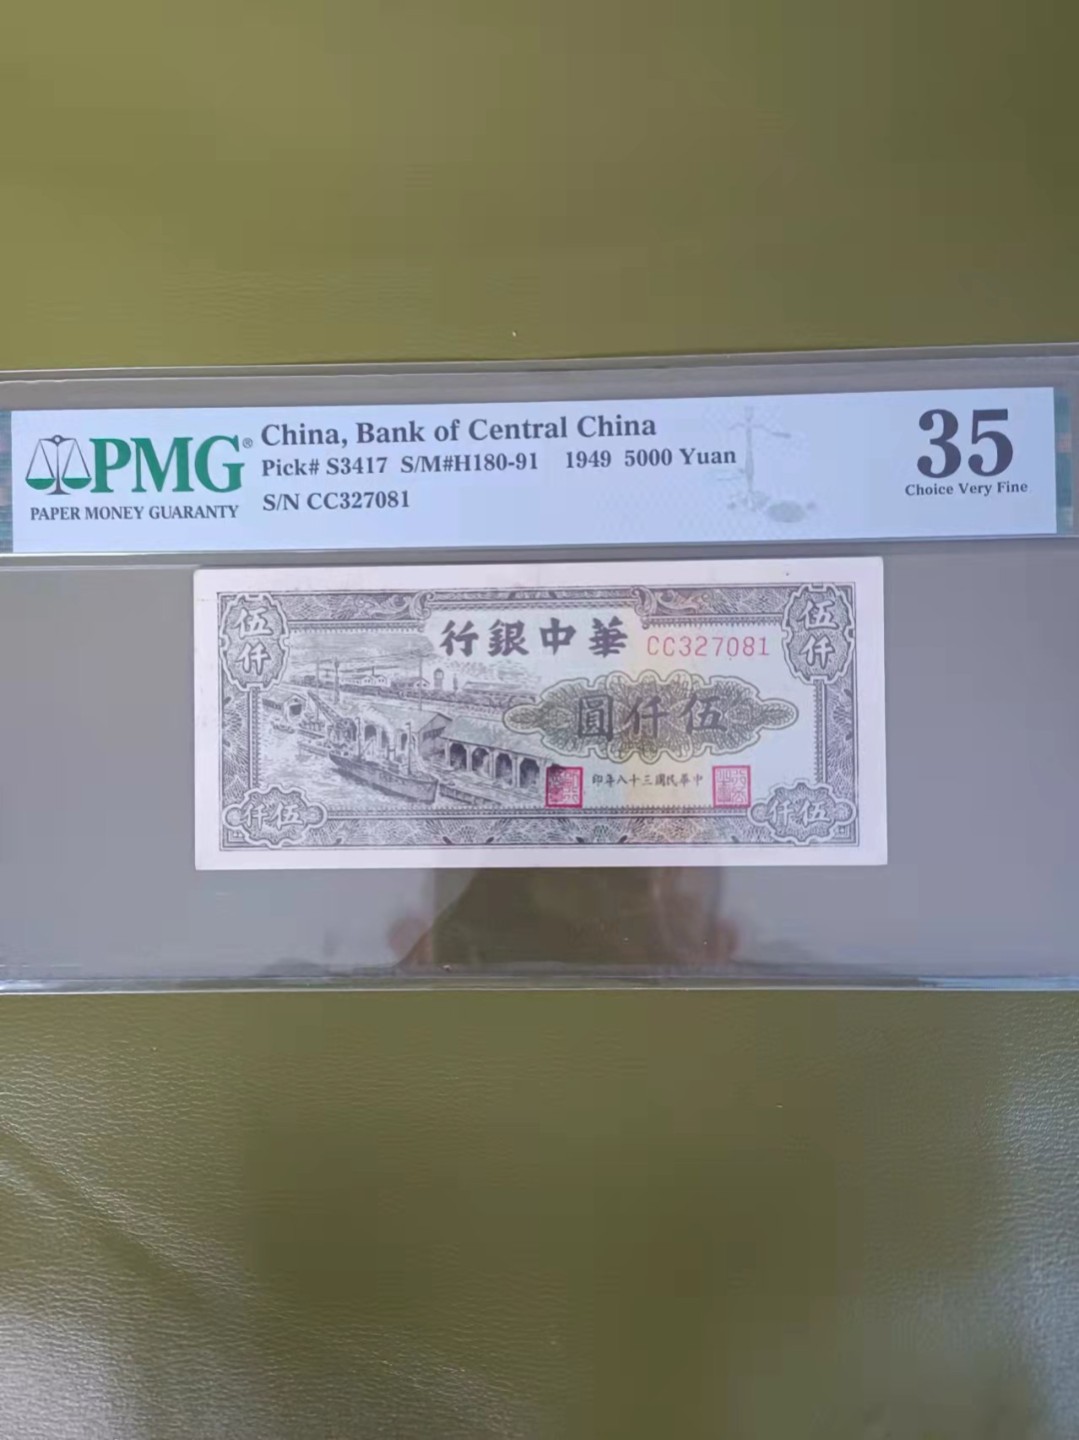 PMG®
PAPER MONEY GUARANTY
China, Bank of Central China
Pick# S3417 S/M#H180-91 1949 5000 Yuan
S/N CC327081
35
Choice Very Fine
伍仟
行銀中華
CC327081
伍仟
圓仟伍
印年八十三國民華中
仟伍
仟伍